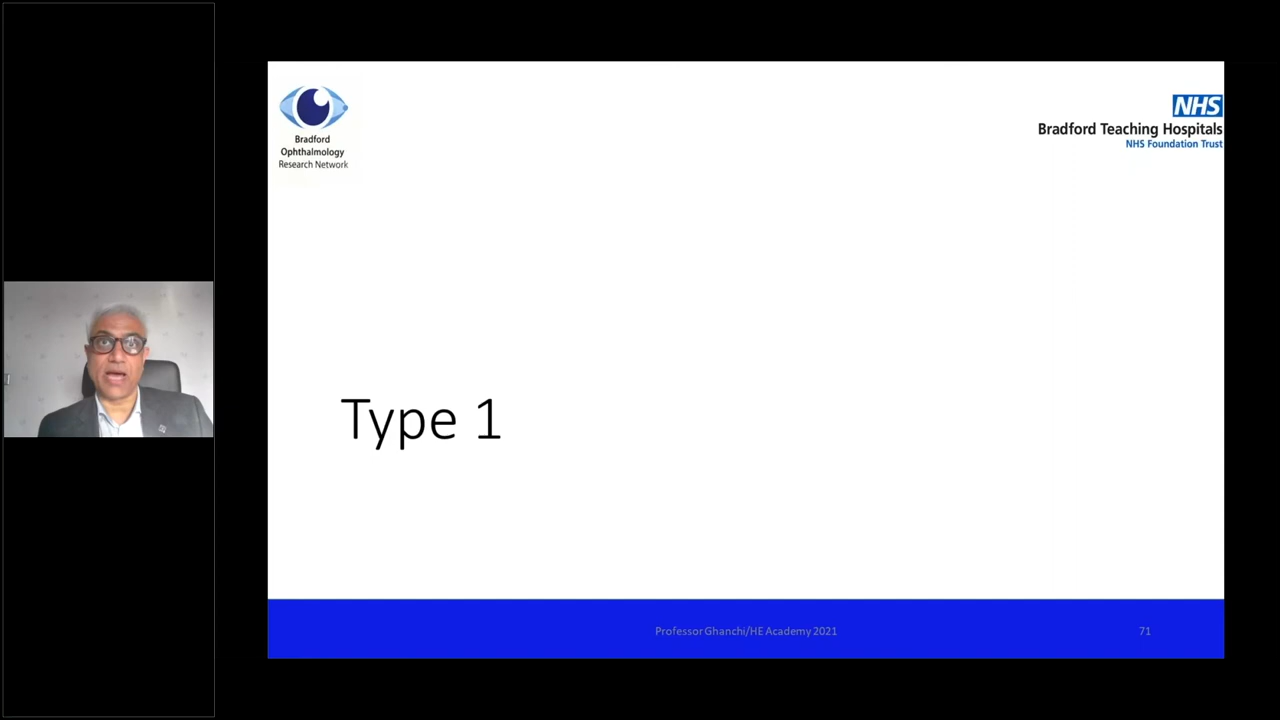 Bradford
Ophthalmology
Research Network
NHS
Bradford Teaching Hospitals
NHS Foundation Trust
Type 1
Professor Ghanchi/HE Academy 2021
71